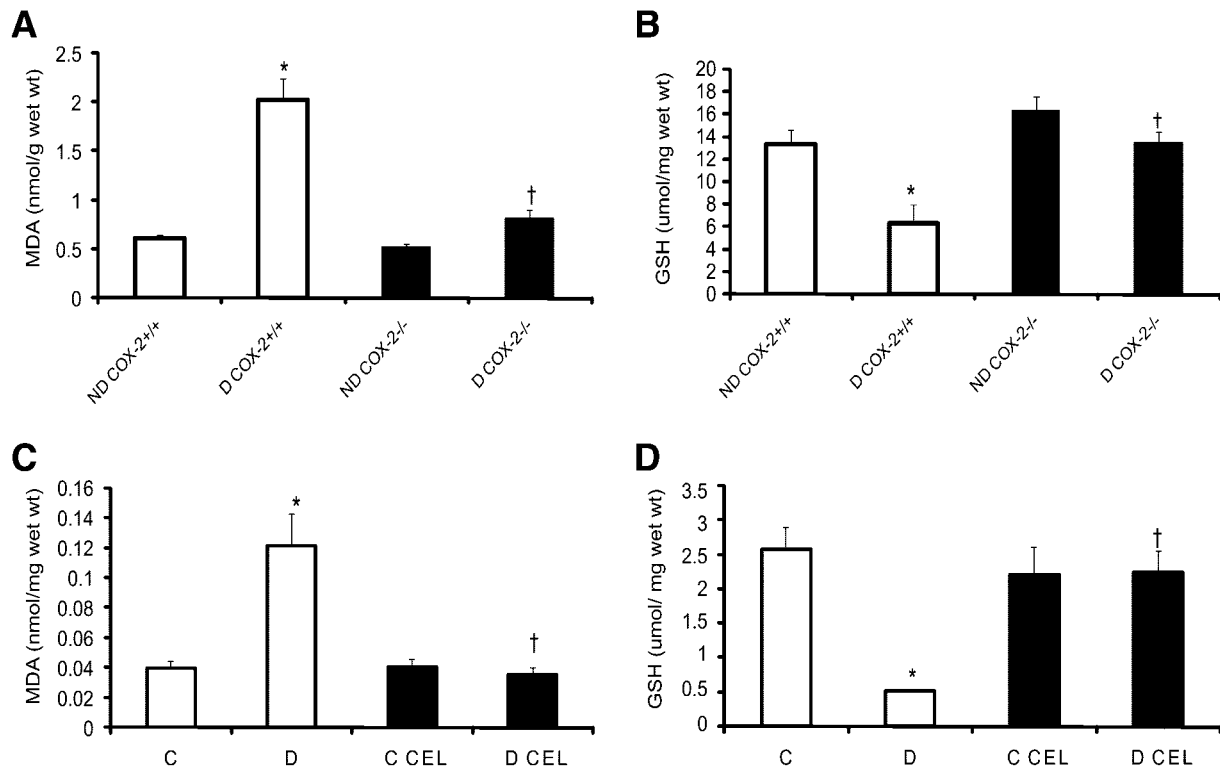 A
MDA (nmol/g wet wt)
2.5
2
1.5
1
0.5
0
*
†
ND COX-2+/+
D COX-2+/+
ND COX-2-/-
D COX-2-/-
B
GSH (umol/mg wet wt)
20
18
16
14
12
10
8
6
4
2
0
*
†
ND COX-2+/+
D COX-2+/+
ND COX-2-/-
D COX-2-/-
C
MDA (nmol/mg wet wt)
0.16
0.14
0.12
0.10
0.08
0.06
0.04
0.02
0
*
†
C
D
C CEL
D CEL
D
GSH (umol/ mg wet wt)
3.5
3
2.5
2
1.5
1
0.5
0
*
†
C
D
C CEL
D CEL